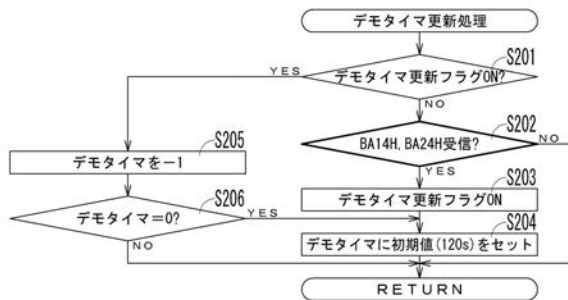 デモタイマ更新処理
S201
デモタイマ更新フラグON?
YES
NO
S202
BA14H, BA24H受信?
NO
YES
S205
デモタイマを−1
S203
デモタイマ更新フラグON
S206
デモタイマ=0?
YES
NO
S204
デモタイマに初期値(120s)をセット
RETURN